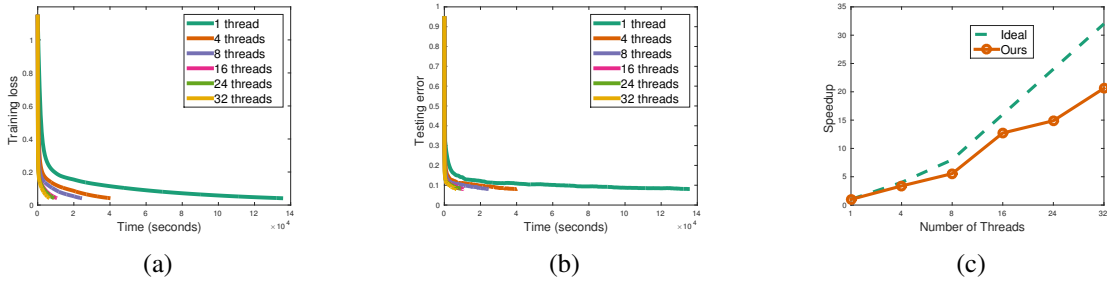 1
0.8
0.6
0.4
0.2
0
Training loss
0 2 4 6 8 10 12 14
Time (seconds)
×10⁴
1 thread
4 threads
8 threads
16 threads
24 threads
32 threads
(a)
1
0.9
0.8
0.7
0.6
0.5
0.4
0.3
0.2
0.1
0
Testing error
0 2 4 6 8 10 12 14
Time (seconds)
×10⁴
1 thread
4 threads
8 threads
16 threads
24 threads
32 threads
(b)
35
30
25
20
15
10
5
0
Speedup
1 4 8 16 24 32
Number of Threads
Ideal
Ours
(c)